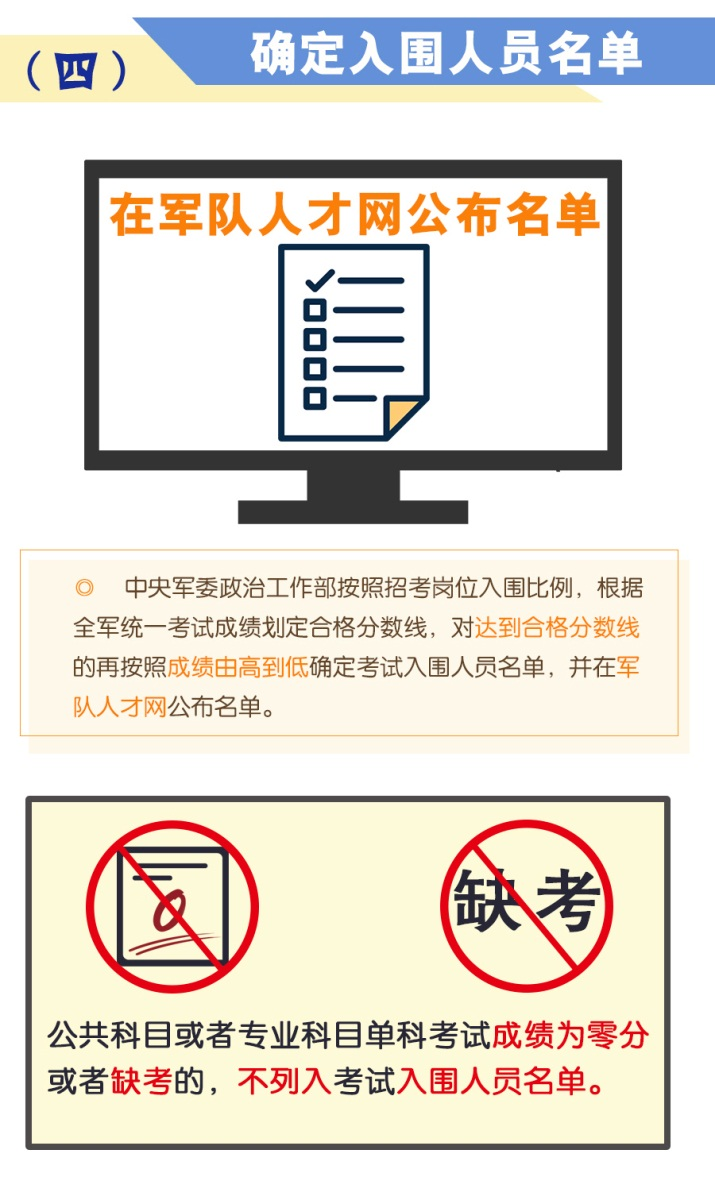 （四）
确定入围人员名单
在军队人才网公布名单
◎ 中央军委政治工作部按照招考岗位入围比例，根据
全军统一考试成绩划定合格分数线，对达到合格分数线
的再按照成绩由高到低确定考试入围人员名单，并在军
队人才网公布名单。
0
缺考
公共科目或者专业科目单科考试成绩为零分
或者缺考的，不列入考试入围人员名单。